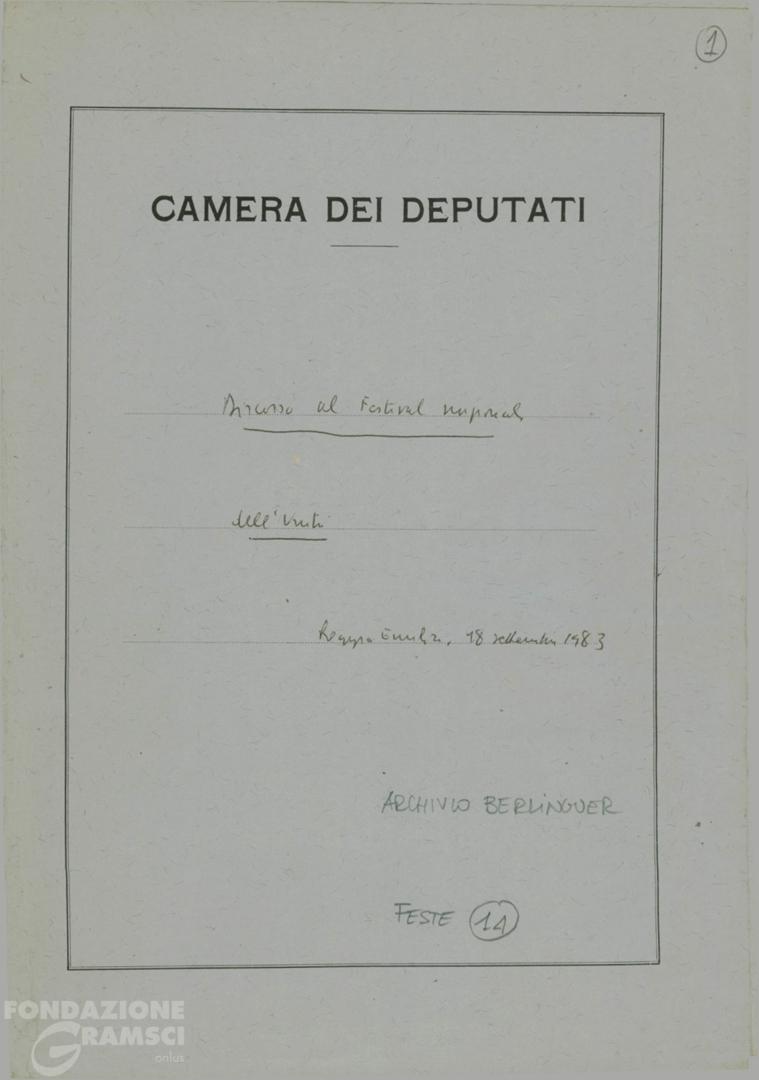 1
CAMERA DEI DEPUTATI
Discorso al Festival nazionale
dell'Unità
Reggio Emilia, 18 settembre 1983
ARCHIVIO BERLINGUER
FESTE 14
FONDAZIONE
GRAMSCI
onlus